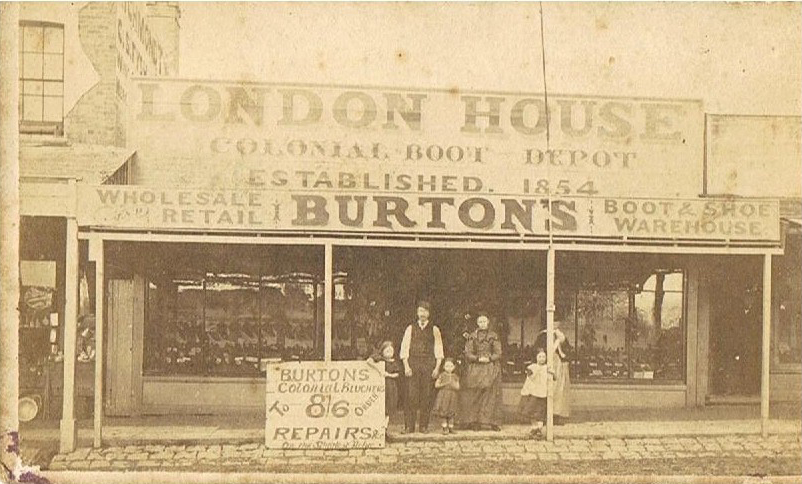 LONDON HOUSE
COLONIAL BOOT DEPOT
ESTABLISHED. 1854
WHOLESALE
RETAIL
BURTON'S
BOOT & SHOE
WAREHOUSE
BURTONS
COLONIAL BLUCHERS
TO 8/6 ORDER
REPAIRS